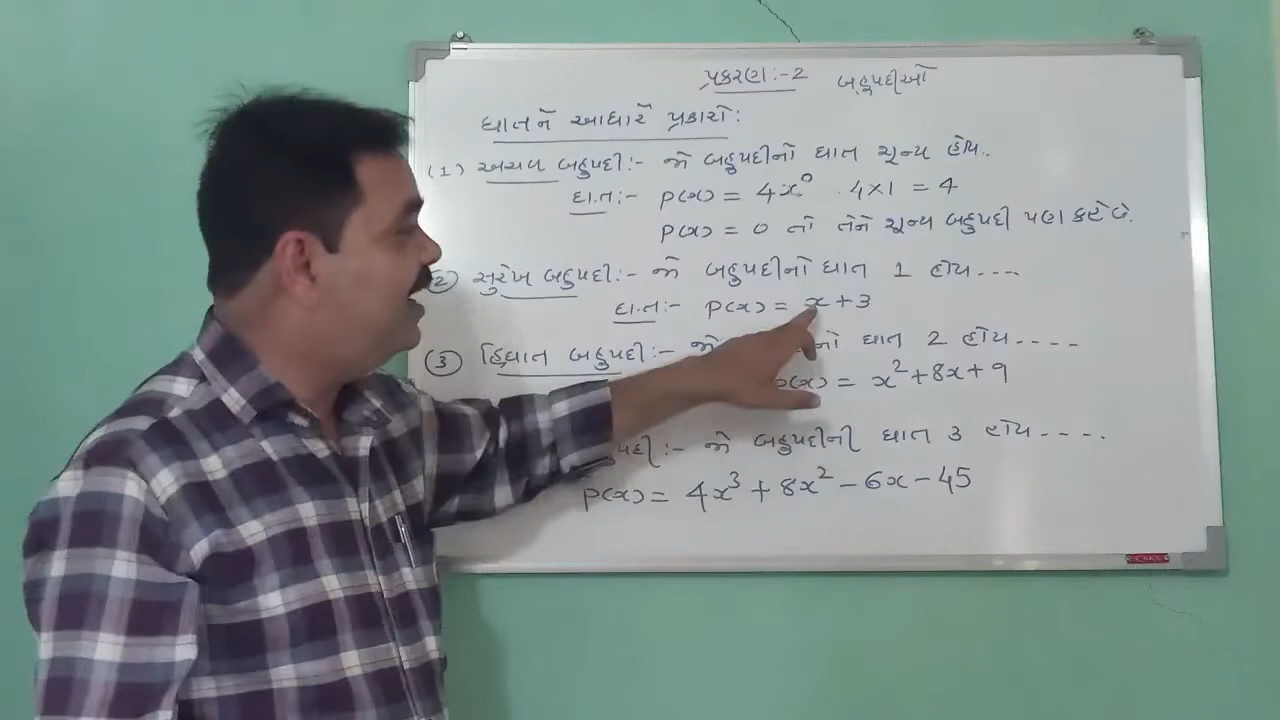 પ્રકરણ:-2 બહુપદીઓ
ઘાતને આધારે પ્રકારો:
(1) અચળ બહુપદી:- જે બહુપદીનો ઘાત શૂન્ય હોય..
દા.ત:- p(x) = 4x⁰ . 4×1 = 4
p(x) = 0 તો તેને શૂન્ય બહુપદી પણ કહે છે.
(2) સુરેખ બહુપદી:- જે બહુપદીનો ઘાત 1 હોય....
દા.ત:- p(x) = x+3
(3) દ્વિઘાત બહુપદી:- જે નો ઘાત 2 હોય....
p(x) = x²+8x+9
પદી:- જે બહુપદીની ઘાત 3 હોય....
p(x) = 4x³+8x²-6x-45